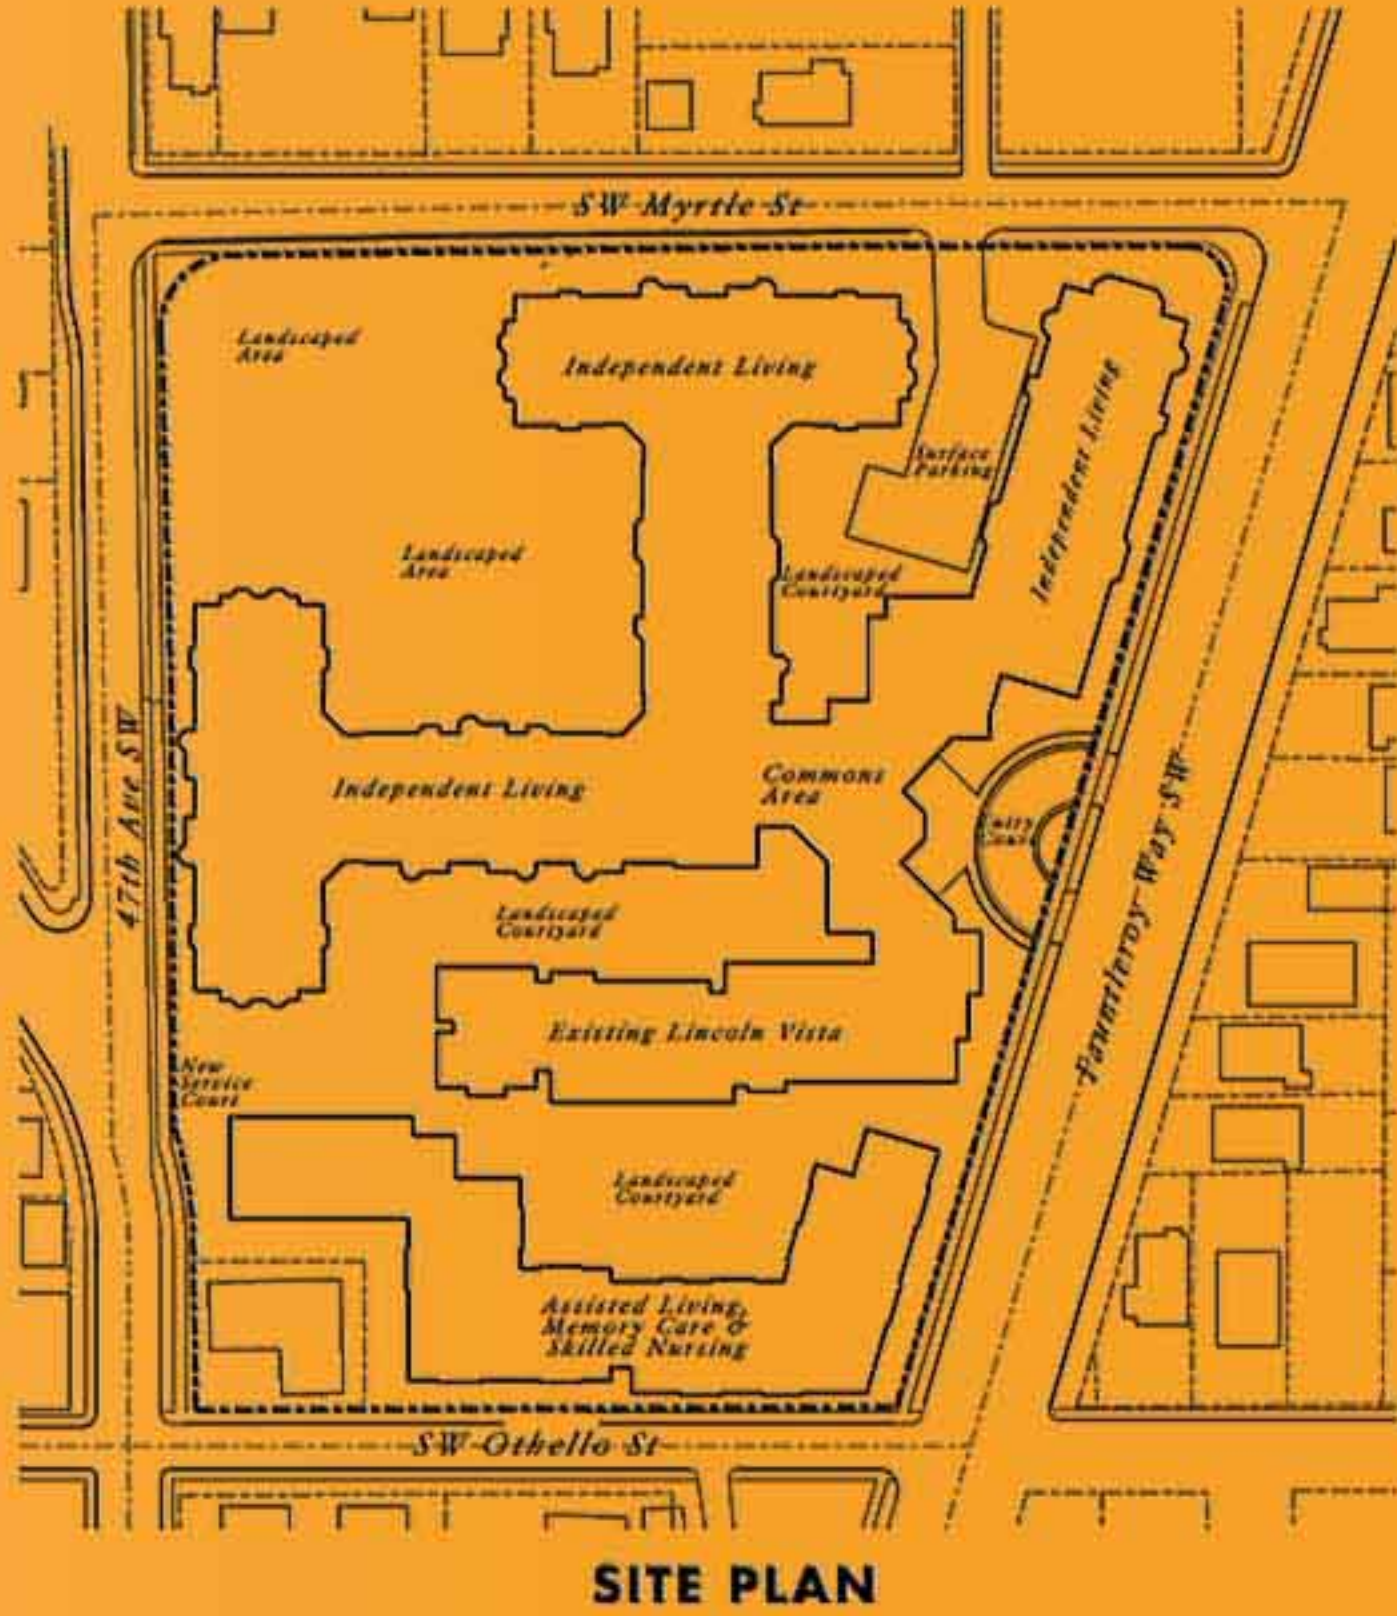 SW Myrtle St
Landscaped
Area
Independent Living
Independent Living
Surface
Parking
Landscaped
Area
Landscaped
Courtyard
47th Ave SW
Independent Living
Commons
Area
Entry
Court
Fauntleroy Way SW
Landscaped
Courtyard
Existing Lincoln Vista
New
Service
Court
Landscaped
Courtyard
Assisted Living,
Memory Care &
Skilled Nursing
SW Othello St
SITE PLAN